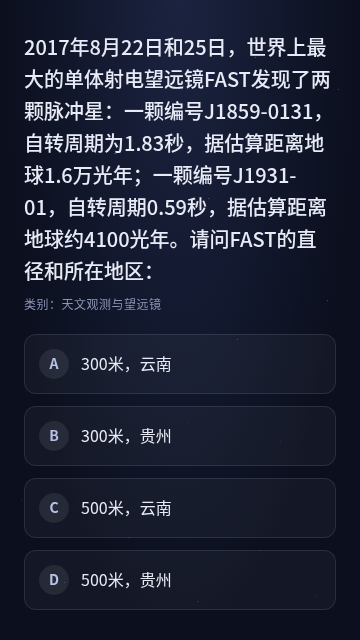 2017年8月22日和25日，世界上最
大的单体射电望远镜FAST发现了两
颗脉冲星：一颗编号J1859-0131，
自转周期为1.83秒，据估算距离地
球1.6万光年；一颗编号J1931-
01，自转周期0.59秒，据估算距离
地球约4100光年。请问FAST的直
径和所在地区：
类别：天文观测与望远镜
A 300米，云南
B 300米，贵州
C 500米，云南
D 500米，贵州